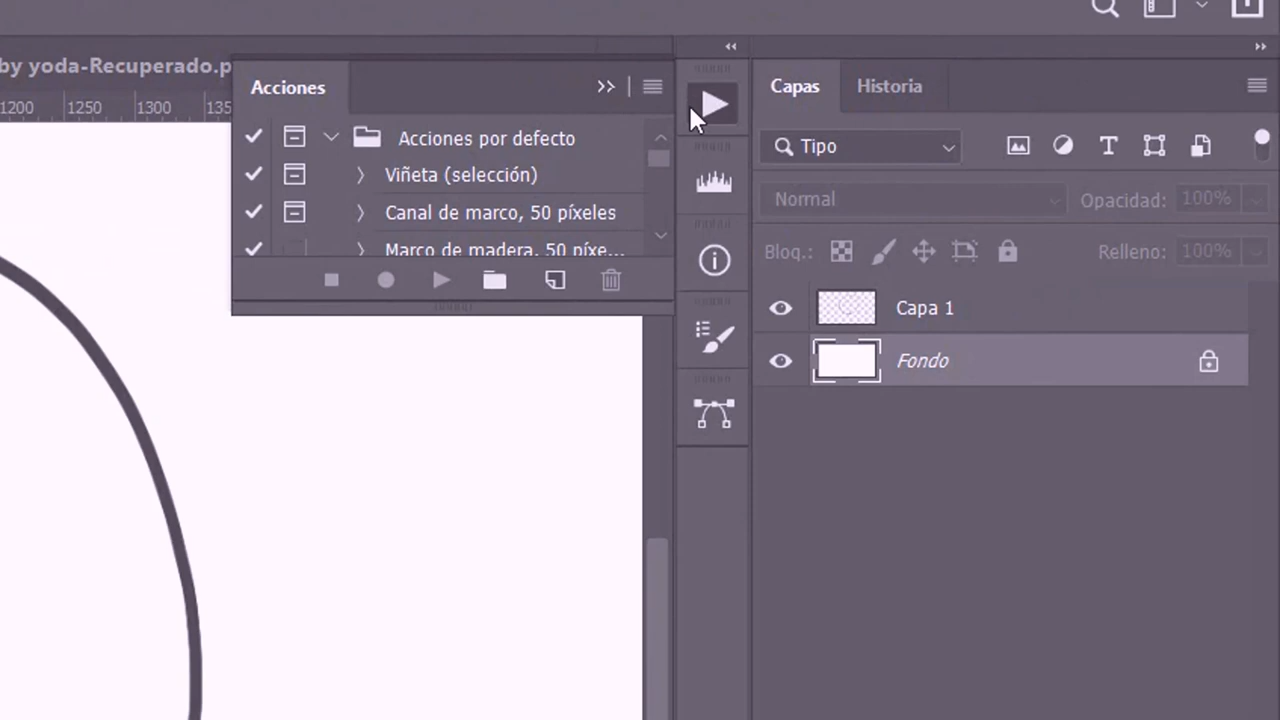 by yoda-Recuperado.p
1200 1250 1300 135
Acciones
Acciones por defecto
Viñeta (selección)
Canal de marco, 50 píxeles
Marco de madera, 50 píxe...
Capas Historia
Tipo
Normal Opacidad: 100%
Bloq.: Relleno: 100%
Capa 1
Fondo